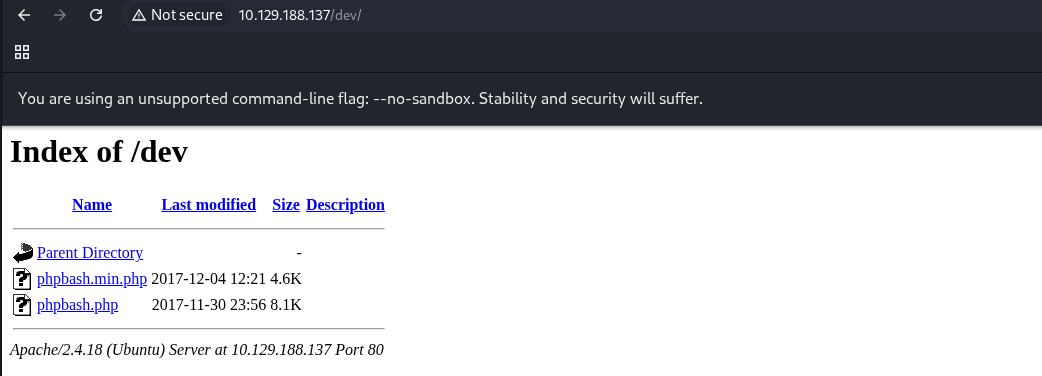 Not secure 10.129.188.137/dev/
You are using an unsupported command-line flag: --no-sandbox. Stability and security will suffer.
Index of /dev
Name Last modified Size Description
Parent Directory -
phpbash.min.php 2017-12-04 12:21 4.6K
phpbash.php 2017-11-30 23:56 8.1K
Apache/2.4.18 (Ubuntu) Server at 10.129.188.137 Port 80